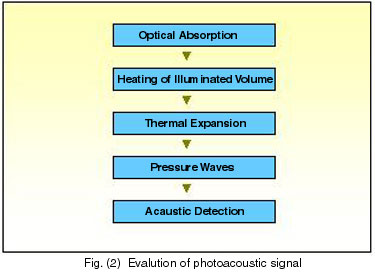 Optical Absorption
Heating of Illuminated Volume
Thermal Expansion
Pressure Waves
Acaustic Detection
Fig. (2) Evalution of photoacoustic signal